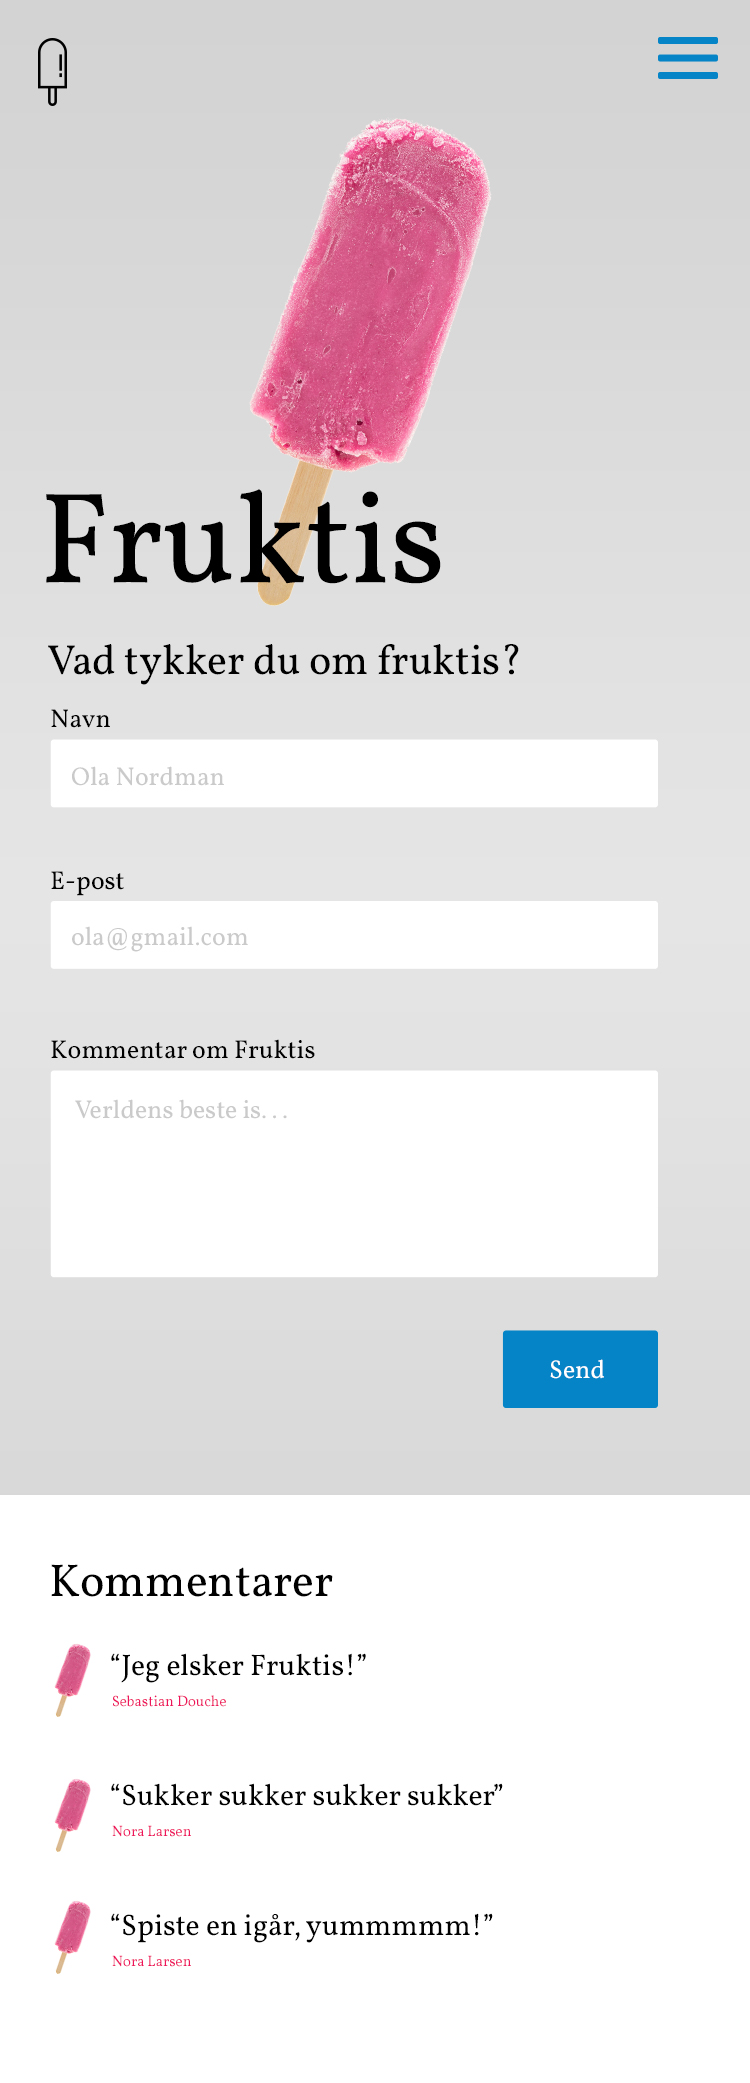 Fruktis
Vad tykker du om fruktis?
Navn
Ola Nordman
E-post
ola@gmail.com
Kommentar om Fruktis
Verldens beste is...
Send
Kommentarer
“Jeg elsker Fruktis!”
Sebastian Douche
“Sukker sukker sukker sukker”
Nora Larsen
“Spiste en igår, yummmmm!”
Nora Larsen